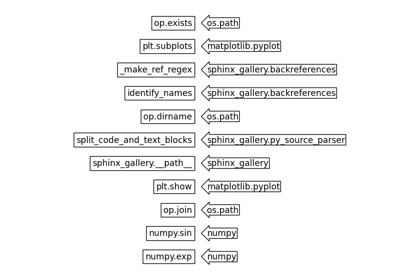 op.exists os.path
plt.subplots matplotlib.pyplot
_make_ref_regex sphinx_gallery.backreferences
identify_names sphinx_gallery.backreferences
op.dirname os.path
split_code_and_text_blocks sphinx_gallery.py_source_parser
sphinx_gallery.__path__ sphinx_gallery
plt.show matplotlib.pyplot
op.join os.path
numpy.sin numpy
numpy.exp numpy